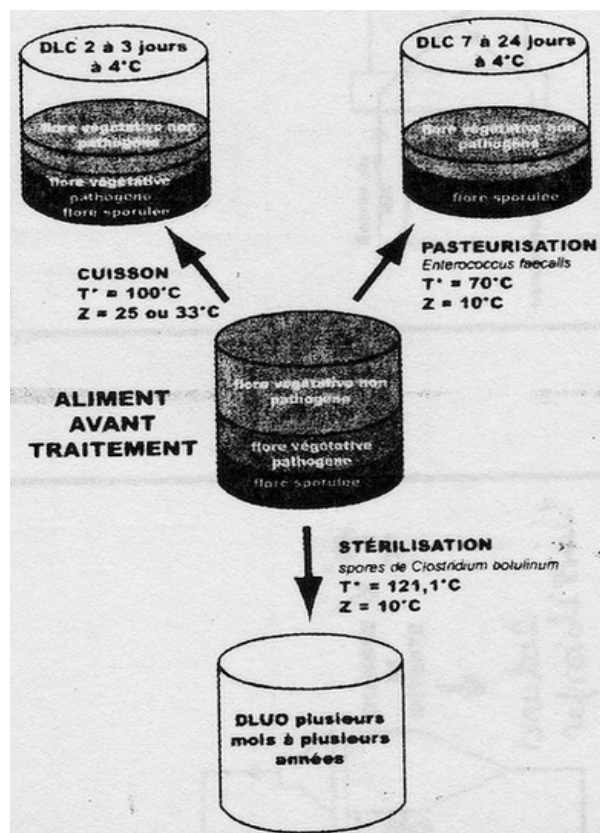 DLC 2 à 3 jours
à 4°C
flore végétative non
pathogène
flore végétative
pathogène
flore sporulée
DLC 7 à 24 jours
à 4°C
flore végétative non
pathogène
flore sporulée
CUISSON
T* = 100°C
Z = 25 ou 33°C
PASTEURISATION
Enterococcus faecalis
T* = 70°C
Z = 10°C
ALIMENT
AVANT
TRAITEMENT
flore végétative non
pathogène
flore végétative
pathogène
flore sporulée
STÉRILISATION
spores de Clostridium botulinum
T* = 121,1°C
Z = 10°C
DLUO plusieurs
mois à plusieurs
années